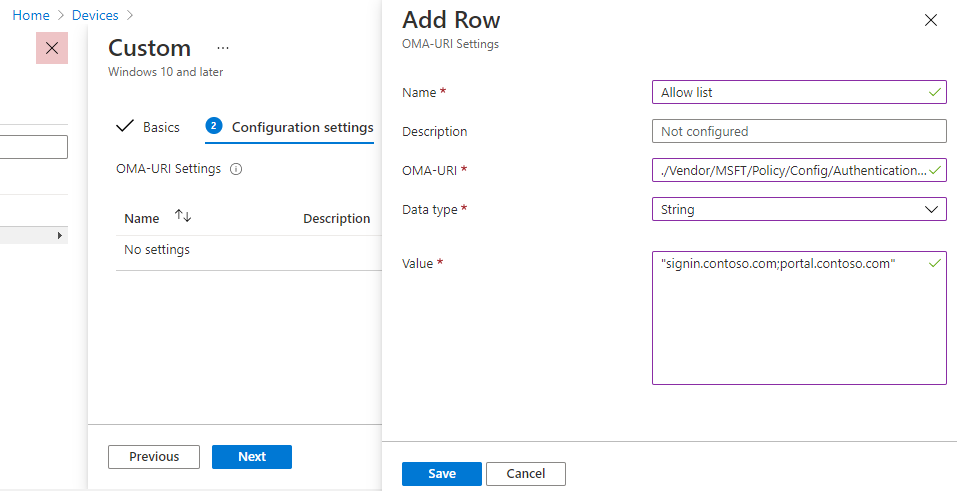 Home > Devices >
Custom ...
Windows 10 and later
Basics
2 Configuration settings
OMA-URI Settings
Name
Description
No settings
Previous
Next
Add Row
OMA-URI Settings
Name * Allow list
Description Not configured
OMA-URI * ./Vendor/MSFT/Policy/Config/Authentication...
Data type * String
Value * "signin.contoso.com;portal.contoso.com"
Save
Cancel